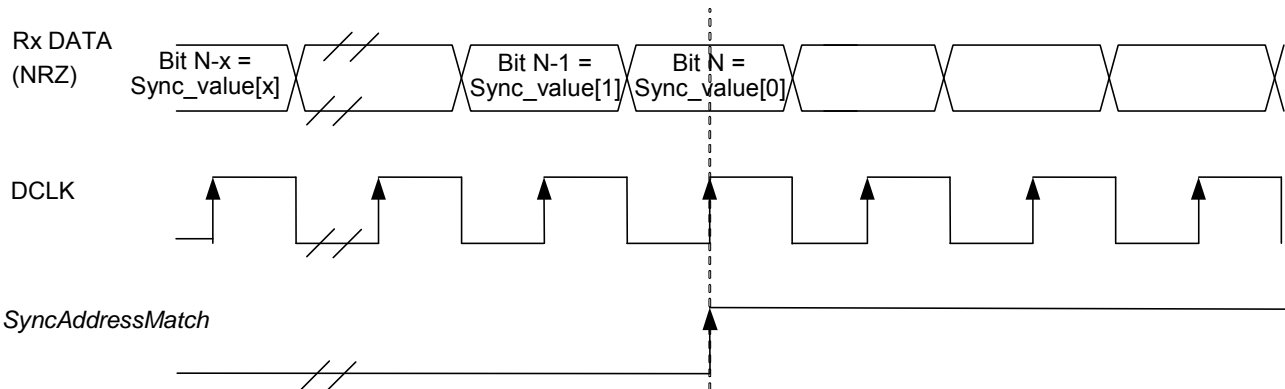 Rx DATA
(NRZ)
Bit N-x =
Sync_value[x]
Bit N-1 =
Sync_value[1]
Bit N =
Sync_value[0]
DCLK
SyncAddressMatch